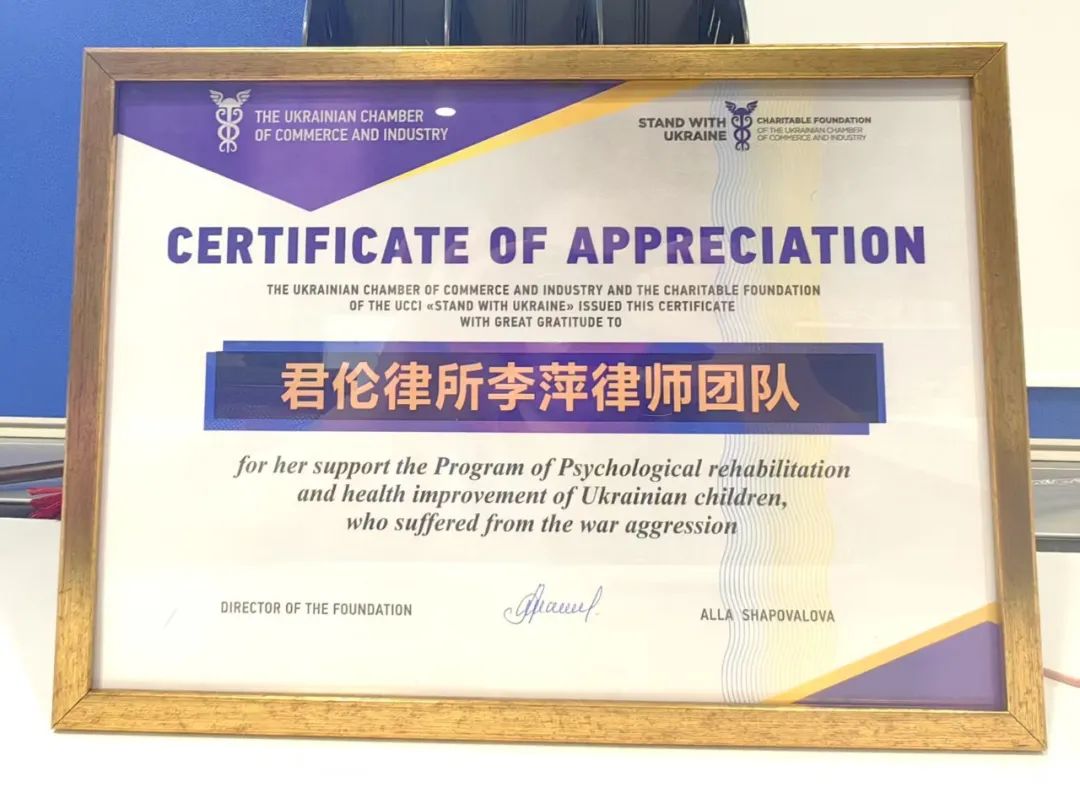 THE UKRAINIAN CHAMBER
OF COMMERCE AND INDUSTRY
STAND WITH
UKRAINE
CHARITABLE FOUNDATION
OF THE UKRAINIAN CHAMBER
OF COMMERCE AND INDUSTRY
CERTIFICATE OF APPRECIATION
THE UKRAINIAN CHAMBER OF COMMERCE AND INDUSTRY AND THE CHARITABLE FOUNDATION
OF THE UCCI «STAND WITH UKRAINE» ISSUED THIS CERTIFICATE
WITH GREAT GRATITUDE TO
君伦律所李萍律师团队
for her support the Program of Psychological rehabilitation
and health improvement of Ukrainian children,
who suffered from the war aggression
DIRECTOR OF THE FOUNDATION
ALLA SHAPOVALOVA